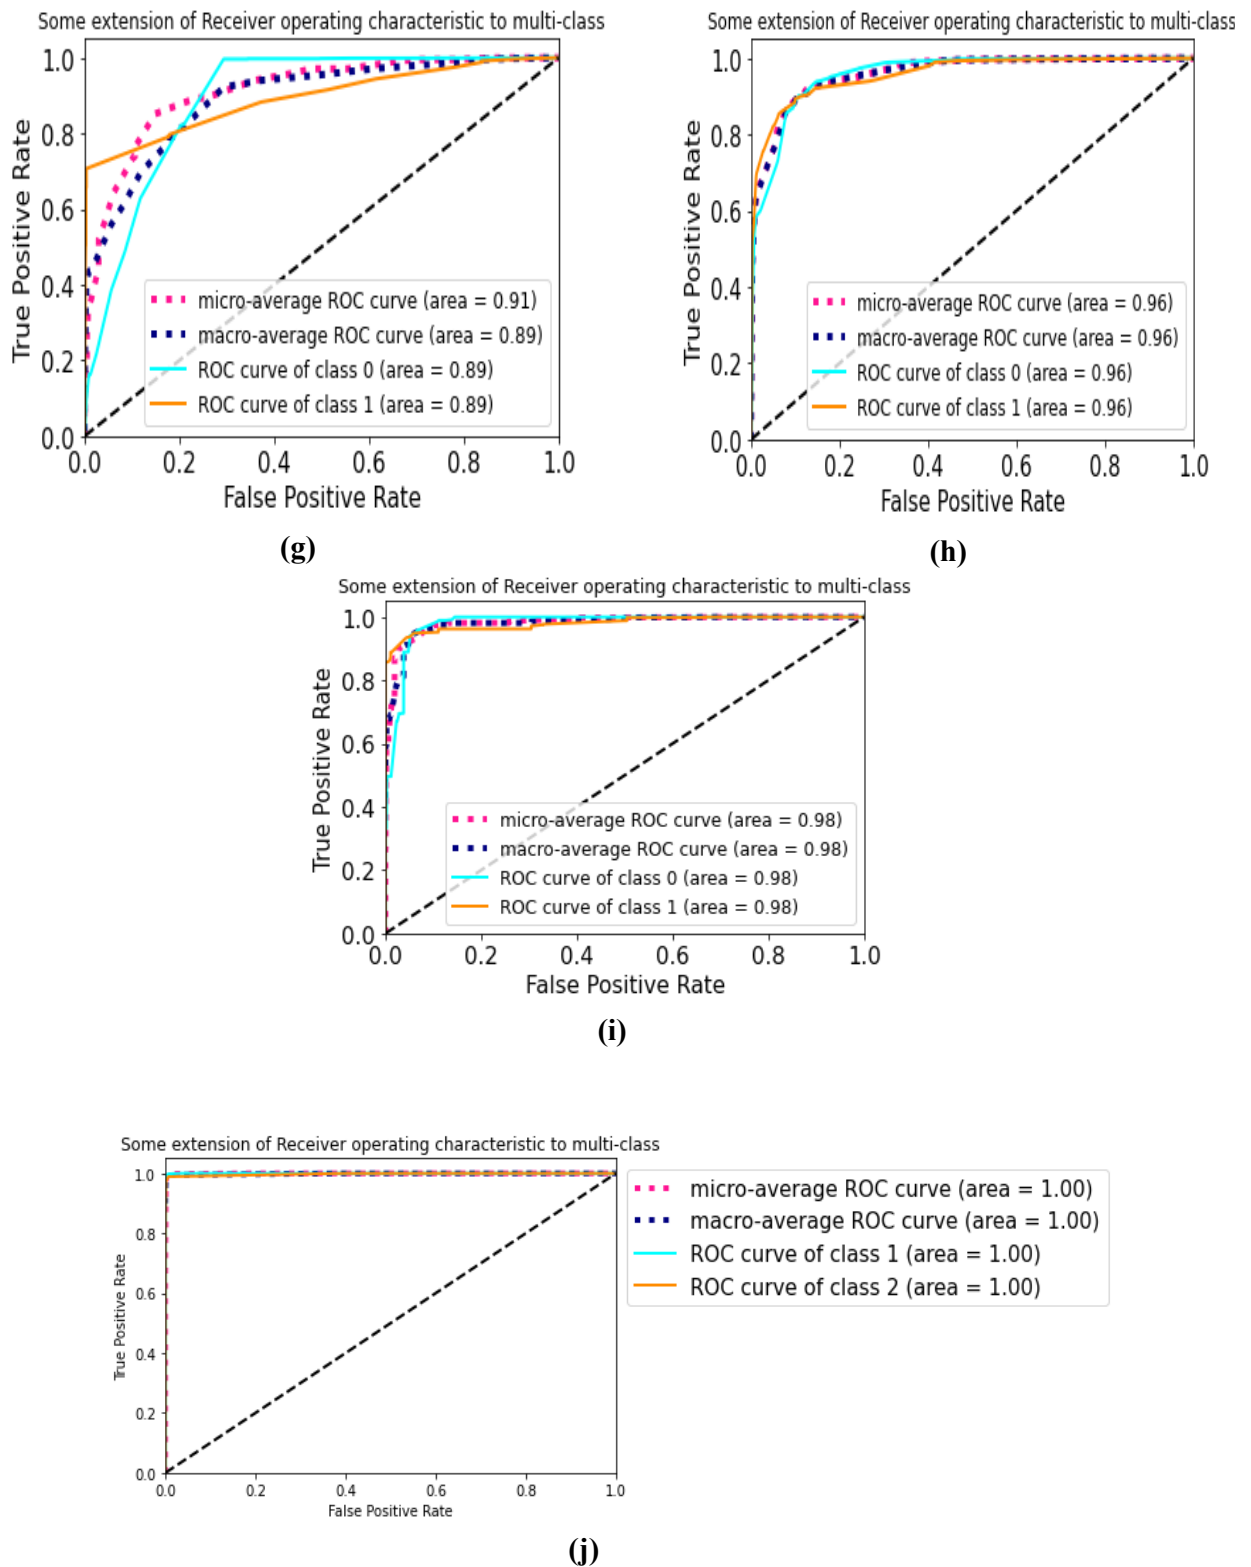 Some extension of Receiver operating characteristic to multi-class
True Positive Rate
1.0
0.8
0.6
0.4
0.2
0.0
micro-average ROC curve (area = 0.91)
macro-average ROC curve (area = 0.89)
ROC curve of class 0 (area = 0.89)
ROC curve of class 1 (area = 0.89)
0.0 0.2 0.4 0.6 0.8 1.0
False Positive Rate
(g)
Some extension of Receiver operating characteristic to multi-class
True Positive Rate
1.0
0.8
0.6
0.4
0.2
0.0
micro-average ROC curve (area = 0.96)
macro-average ROC curve (area = 0.96)
ROC curve of class 0 (area = 0.96)
ROC curve of class 1 (area = 0.96)
0.0 0.2 0.4 0.6 0.8 1.0
False Positive Rate
(h)
Some extension of Receiver operating characteristic to multi-class
True Positive Rate
1.0
0.8
0.6
0.4
0.2
0.0
micro-average ROC curve (area = 0.98)
macro-average ROC curve (area = 0.98)
ROC curve of class 0 (area = 0.98)
ROC curve of class 1 (area = 0.98)
0.0 0.2 0.4 0.6 0.8 1.0
False Positive Rate
(i)
Some extension of Receiver operating characteristic to multi-class
True Positive Rate
1.0
0.8
0.6
0.4
0.2
0.0
0.0 0.2 0.4 0.6 0.8 1.0
False Positive Rate
micro-average ROC curve (area = 1.00)
macro-average ROC curve (area = 1.00)
ROC curve of class 1 (area = 1.00)
ROC curve of class 2 (area = 1.00)
(j)